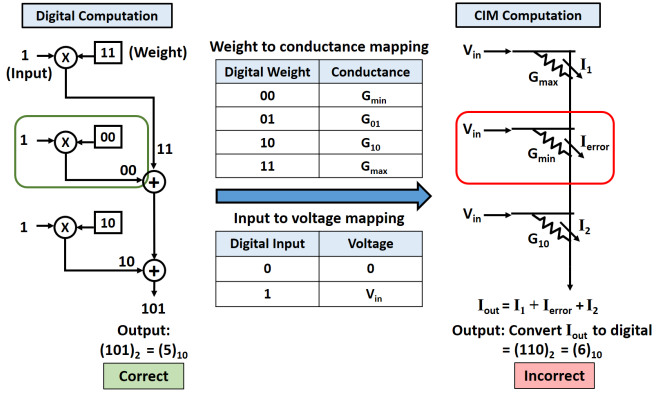 Digital Computation
1
(Input)
X
11
(Weight)
1
X
00
11
00
+
1
X
10
10
+
101
Output:
(101)2 = (5)10
Correct
Weight to conductance mapping
Digital Weight Conductance
00 Gmin
01 G01
10 G10
11 Gmax
Input to voltage mapping
Digital Input Voltage
0 0
1 Vin
CIM Computation
Vin
Gmax
I1
Vin
Gmin
Ierror
Vin
G10
I2
Iout = I1 + Ierror + I2
Output: Convert Iout to digital
= (110)2 = (6)10
Incorrect